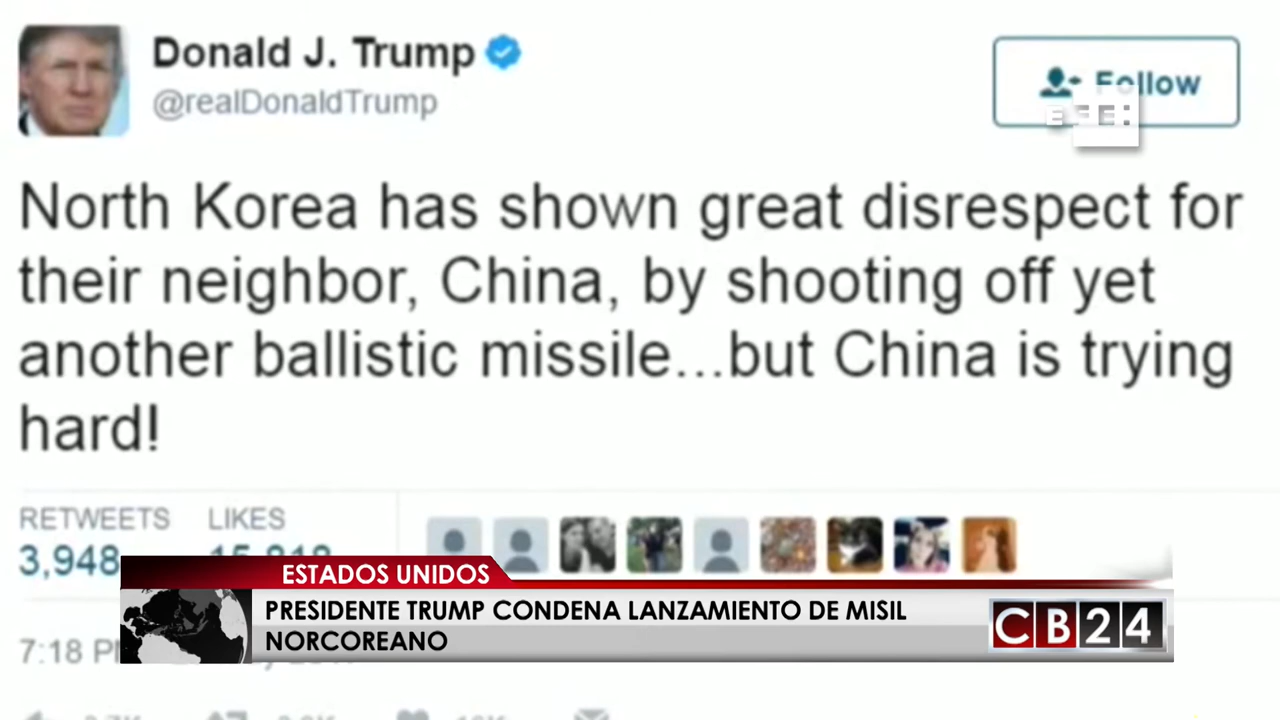 Donald J. Trump
@realDonaldTrump
Follow
North Korea has shown great disrespect for
their neighbor, China, by shooting off yet
another ballistic missile...but China is trying
hard!
RETWEETS LIKES
3,948
7:18
ESTADOS UNIDOS
PRESIDENTE TRUMP CONDENA LANZAMIENTO DE MISIL
NORCOREANO
CB24